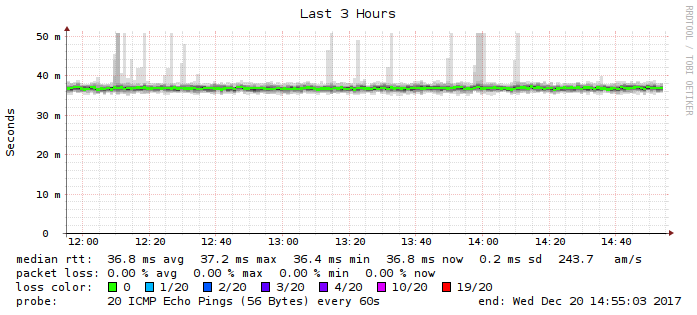 Last 3 Hours
RRDTOOL / TOBI OETIKER
Seconds
50 m
40 m
30 m
20 m
10 m
0
12:00 12:20 12:40 13:00 13:20 13:40 14:00 14:20 14:40
median rtt: 36.8 ms avg 37.2 ms max 36.4 ms min 36.8 ms now 0.2 ms sd 243.7 am/s
packet loss: 0.00 % avg 0.00 % max 0.00 % min 0.00 % now
loss color: 0 1/20 2/20 3/20 4/20 10/20 19/20
probe: 20 ICMP Echo Pings (56 Bytes) every 60s end: Wed Dec 20 14:55:03 2017